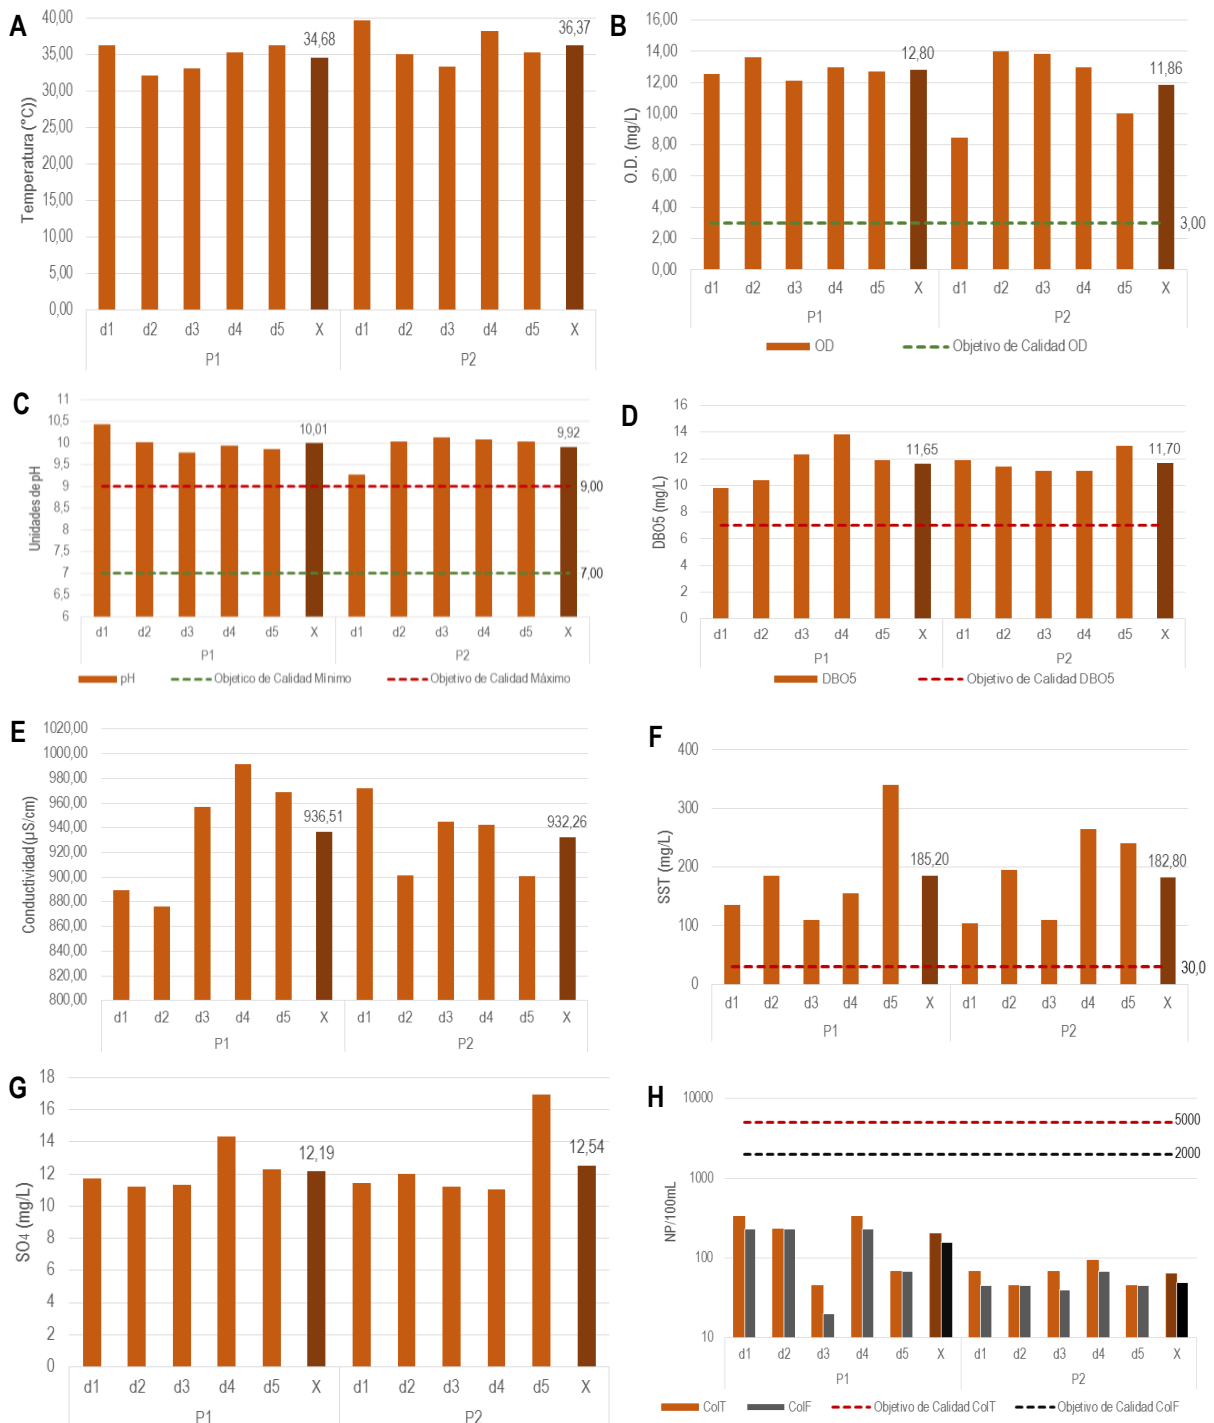 A
Temperatura (°C))
40,00
35,00
30,00
25,00
20,00
15,00
10,00
05,00
00,00
34,68
36,37
d1 d2 d3 d4 d5 X d1 d2 d3 d4 d5 X
P1 P2
B
O.D. (mg/L)
16,00
14,00
12,00
10,00
8,00
6,00
4,00
2,00
0,00
12,80
11,86
3,00
d1 d2 d3 d4 d5 X d1 d2 d3 d4 d5 X
P1 P2
OD Objetivo de Calidad OD
C
Unidades de pH
11
10,5
10
9,5
9
8,5
8
7,5
7
6,5
6
10,01
9,92
9,00
7,00
d1 d2 d3 d4 d5 X d1 d2 d3 d4 d5 X
P1 P2
pH Objetico de Calidad Mínimo Objetivo de Calidad Máximo
D
DBO5 (mg/L)
16
14
12
10
8
6
4
2
0
11,65
11,70
d1 d2 d3 d4 d5 X d1 d2 d3 d4 d5 X
P1 P2
DBO5 Objetivo de Calidad DBO5
E
Conductividad (µS/cm)
1020,00
1000,00
980,00
960,00
940,00
920,00
900,00
880,00
860,00
840,00
820,00
800,00
936,51
932,26
d1 d2 d3 d4 d5 X d1 d2 d3 d4 d5 X
P1 P2
F
SST (mg/L)
400
300
200
100
0
185,20
182,80
30,0
d1 d2 d3 d4 d5 X d1 d2 d3 d4 d5 X
P1 P2
G
SO4 (mg/L)
18
16
14
12
10
8
6
4
2
0
12,19
12,54
d1 d2 d3 d4 d5 X d1 d2 d3 d4 d5 X
P1 P2
H
NP/100mL
10000
1000
100
10
5000
2000
d1 d2 d3 d4 d5 X d1 d2 d3 d4 d5 X
P1 P2
ColT ColF Objetivo de Calidad ColT Objetivo de Calidad ColF